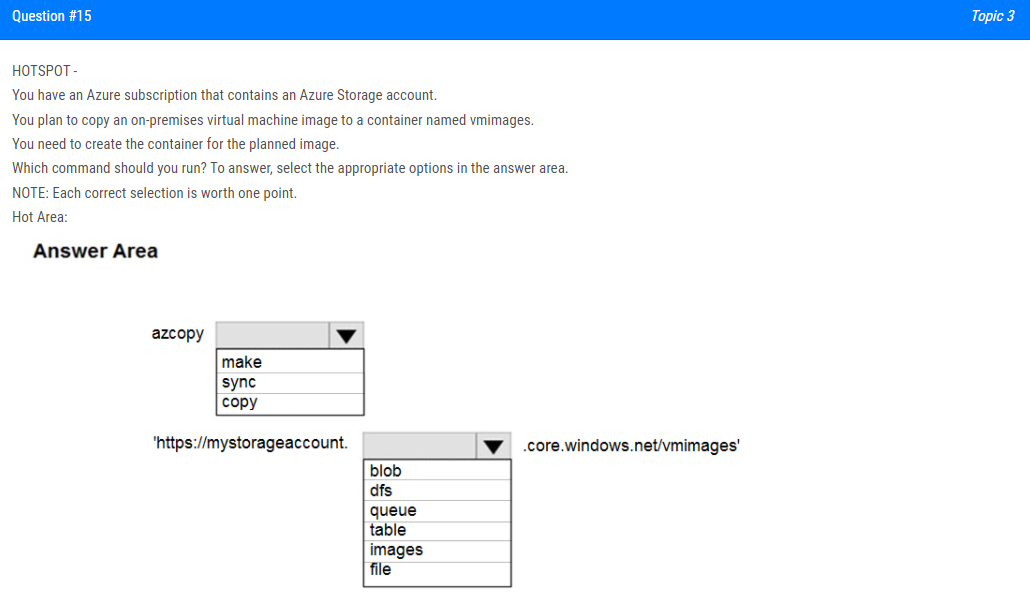 Question #15
Topic 3
HOTSPOT -
You have an Azure subscription that contains an Azure Storage account.
You plan to copy an on-premises virtual machine image to a container named vmimages.
You need to create the container for the planned image.
Which command should you run? To answer, select the appropriate options in the answer area.
NOTE: Each correct selection is worth one point.
Hot Area:
Answer Area
azcopy
make
sync
copy
'https://mystorageaccount.
.core.windows.net/vmimages'
blob
dfs
queue
table
images
file